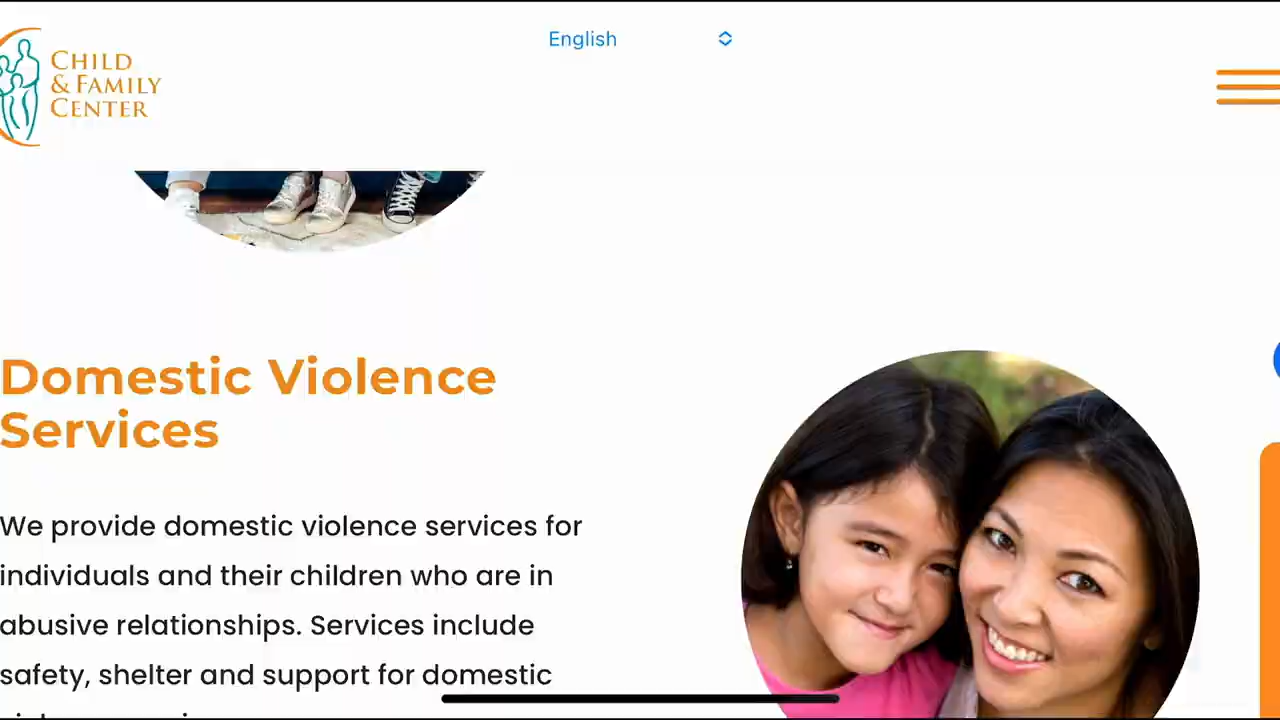 English
CHILD
& FAMILY
CENTER
Domestic Violence
Services
We provide domestic violence services for
individuals and their children who are in
abusive relationships. Services include
safety, shelter and support for domestic